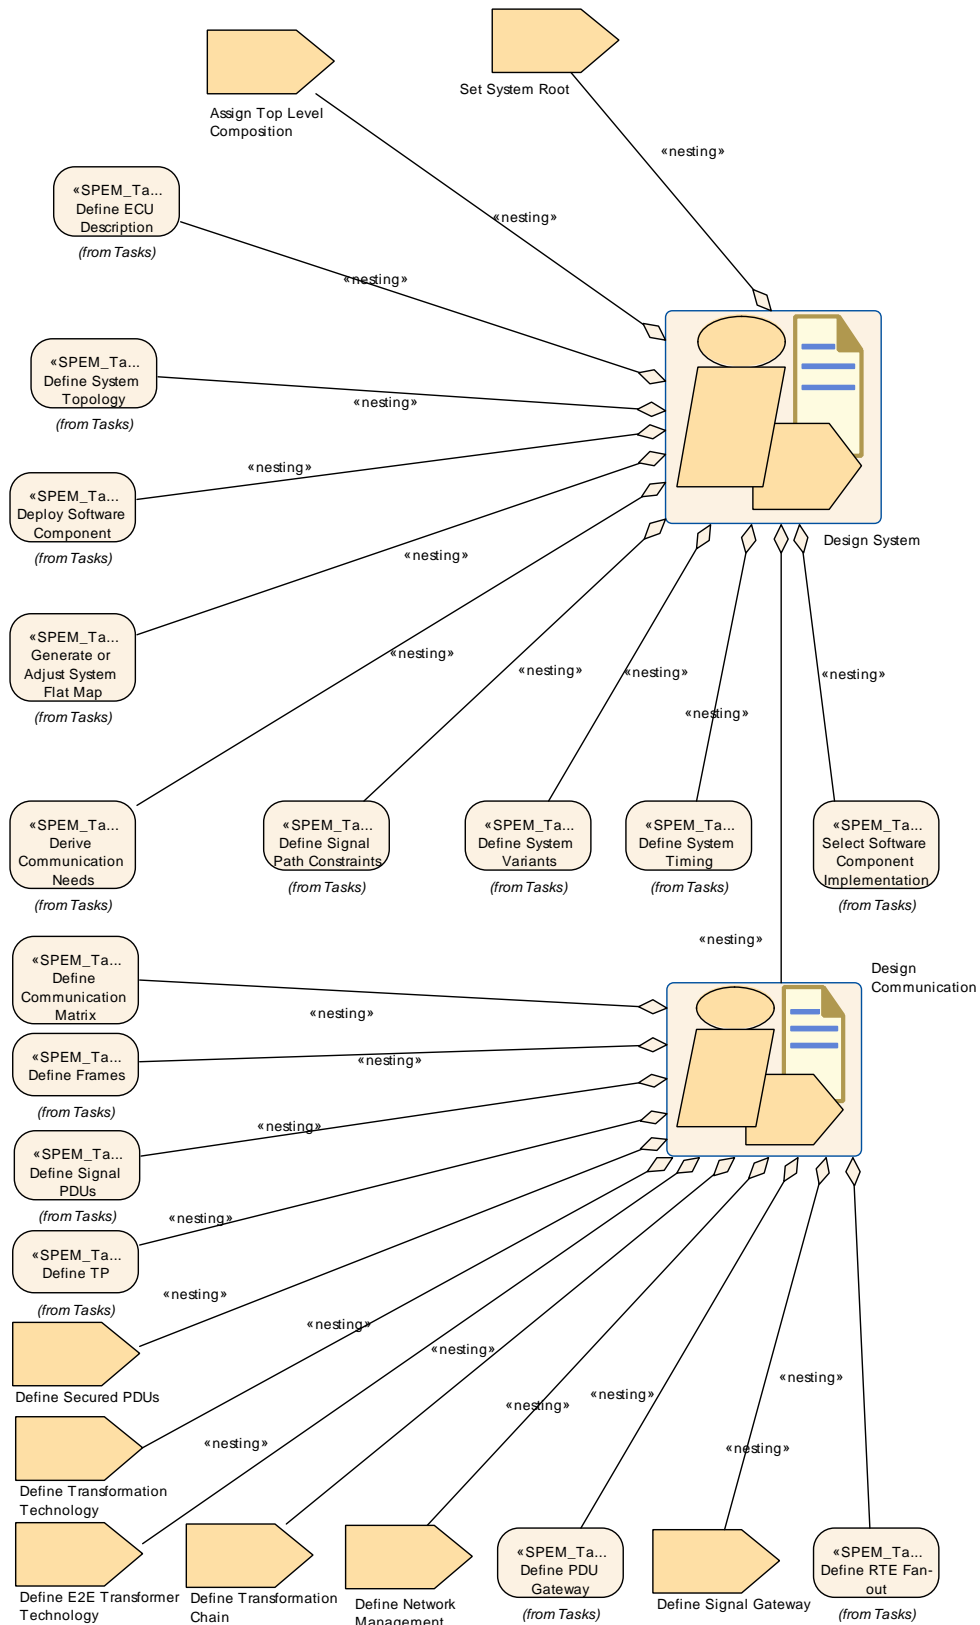 Set System Root
Assign Top Level
Composition
«nesting»
«SPEM_Ta...
Define ECU
Description
(from Tasks)
«nesting»
«nesting»
«SPEM_Ta...
Define System
Topology
(from Tasks)
«nesting»
«SPEM_Ta...
Deploy Software
Component
(from Tasks)
«nesting»
Design System
«nesting»
«SPEM_Ta...
Generate or
Adjust System
Flat Map
(from Tasks)
«nesting»
«nesting»
«nesting»
«nesting»
«nesting»
«SPEM_Ta...
Derive
Communication
Needs
(from Tasks)
«SPEM_Ta...
Define Signal
Path Constraints
(from Tasks)
«SPEM_Ta...
Define System
Variants
(from Tasks)
«SPEM_Ta...
Define System
Timing
(from Tasks)
«SPEM_Ta...
Select Software
Component
Implementation
(from Tasks)
«nesting»
Design
Communication
«SPEM_Ta...
Define
Communication
Matrix
«nesting»
«SPEM_Ta...
Define Frames
(from Tasks)
«nesting»
«SPEM_Ta...
Define Signal
PDUs
(from Tasks)
«nesting»
«SPEM_Ta...
Define TP
(from Tasks)
«nesting»
«nesting»
Define Secured PDUs
«nesting»
«nesting»
«nesting»
«nesting»
«nesting»
«nesting»
«nesting»
Define Transformation
Technology
Define E2E Transformer
Technology
Define Transformation
Chain
Define Network
Management
«SPEM_Ta...
Define PDU
Gateway
(from Tasks)
Define Signal Gateway
«SPEM_Ta...
Define RTE Fan-
out
(from Tasks)